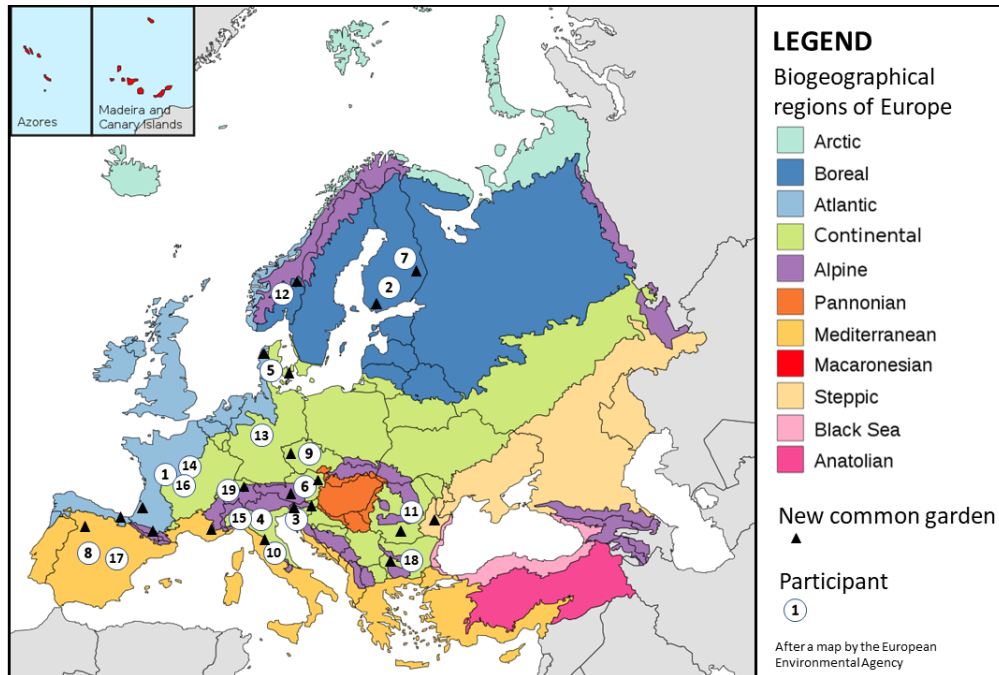 Azores
Madeira and
Canary Islands
7
2
12
5
13
9
14
1
16
19
6
11
15
4
3
10
8
17
18
LEGEND
Biogeographical
regions of Europe
Arctic
Boreal
Atlantic
Continental
Alpine
Pannonian
Mediterranean
Macaronesian
Steppic
Black Sea
Anatolian
New common garden
Participant
1
After a map by the European
EnvironmentalAgency